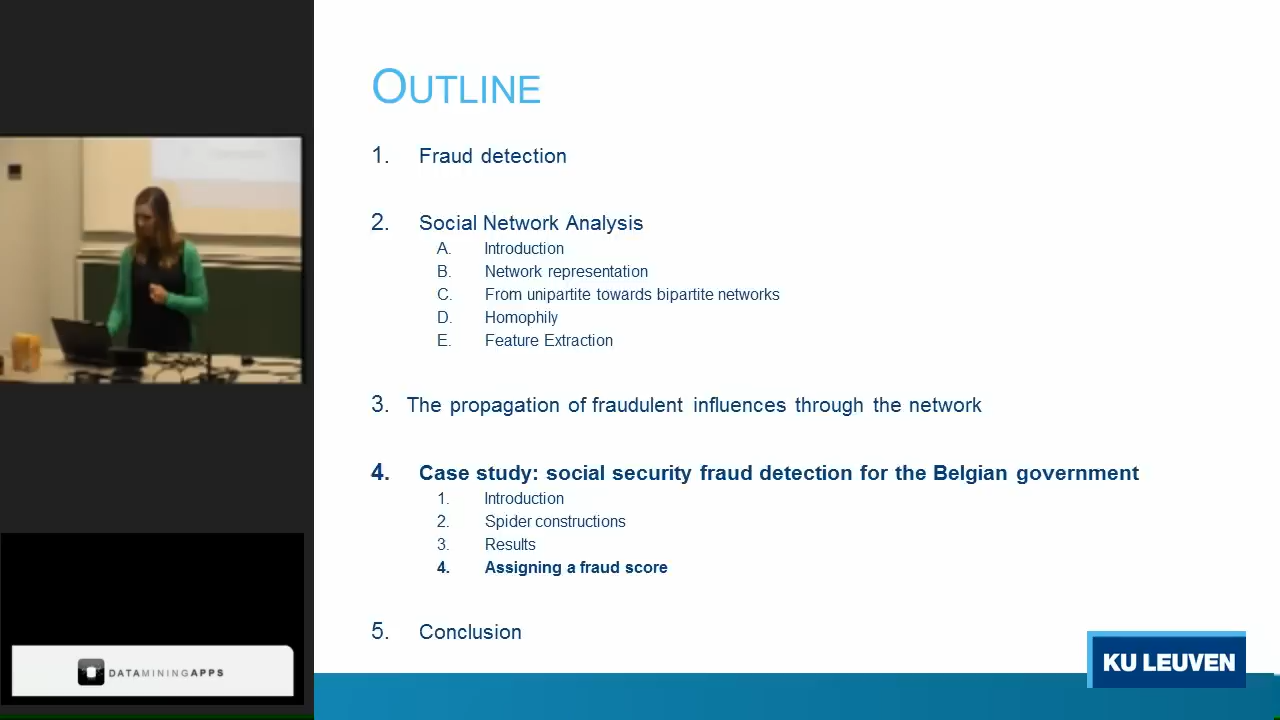 OUTLINE
1. Fraud detection
2. Social Network Analysis
A. Introduction
B. Network representation
C. From unipartite towards bipartite networks
D. Homophily
E. Feature Extraction
3. The propagation of fraudulent influences through the network
4. Case study: social security fraud detection for the Belgian government
1. Introduction
2. Spider constructions
3. Results
4. Assigning a fraud score
5. Conclusion
KU LEUVEN
DATAMININGAPPS